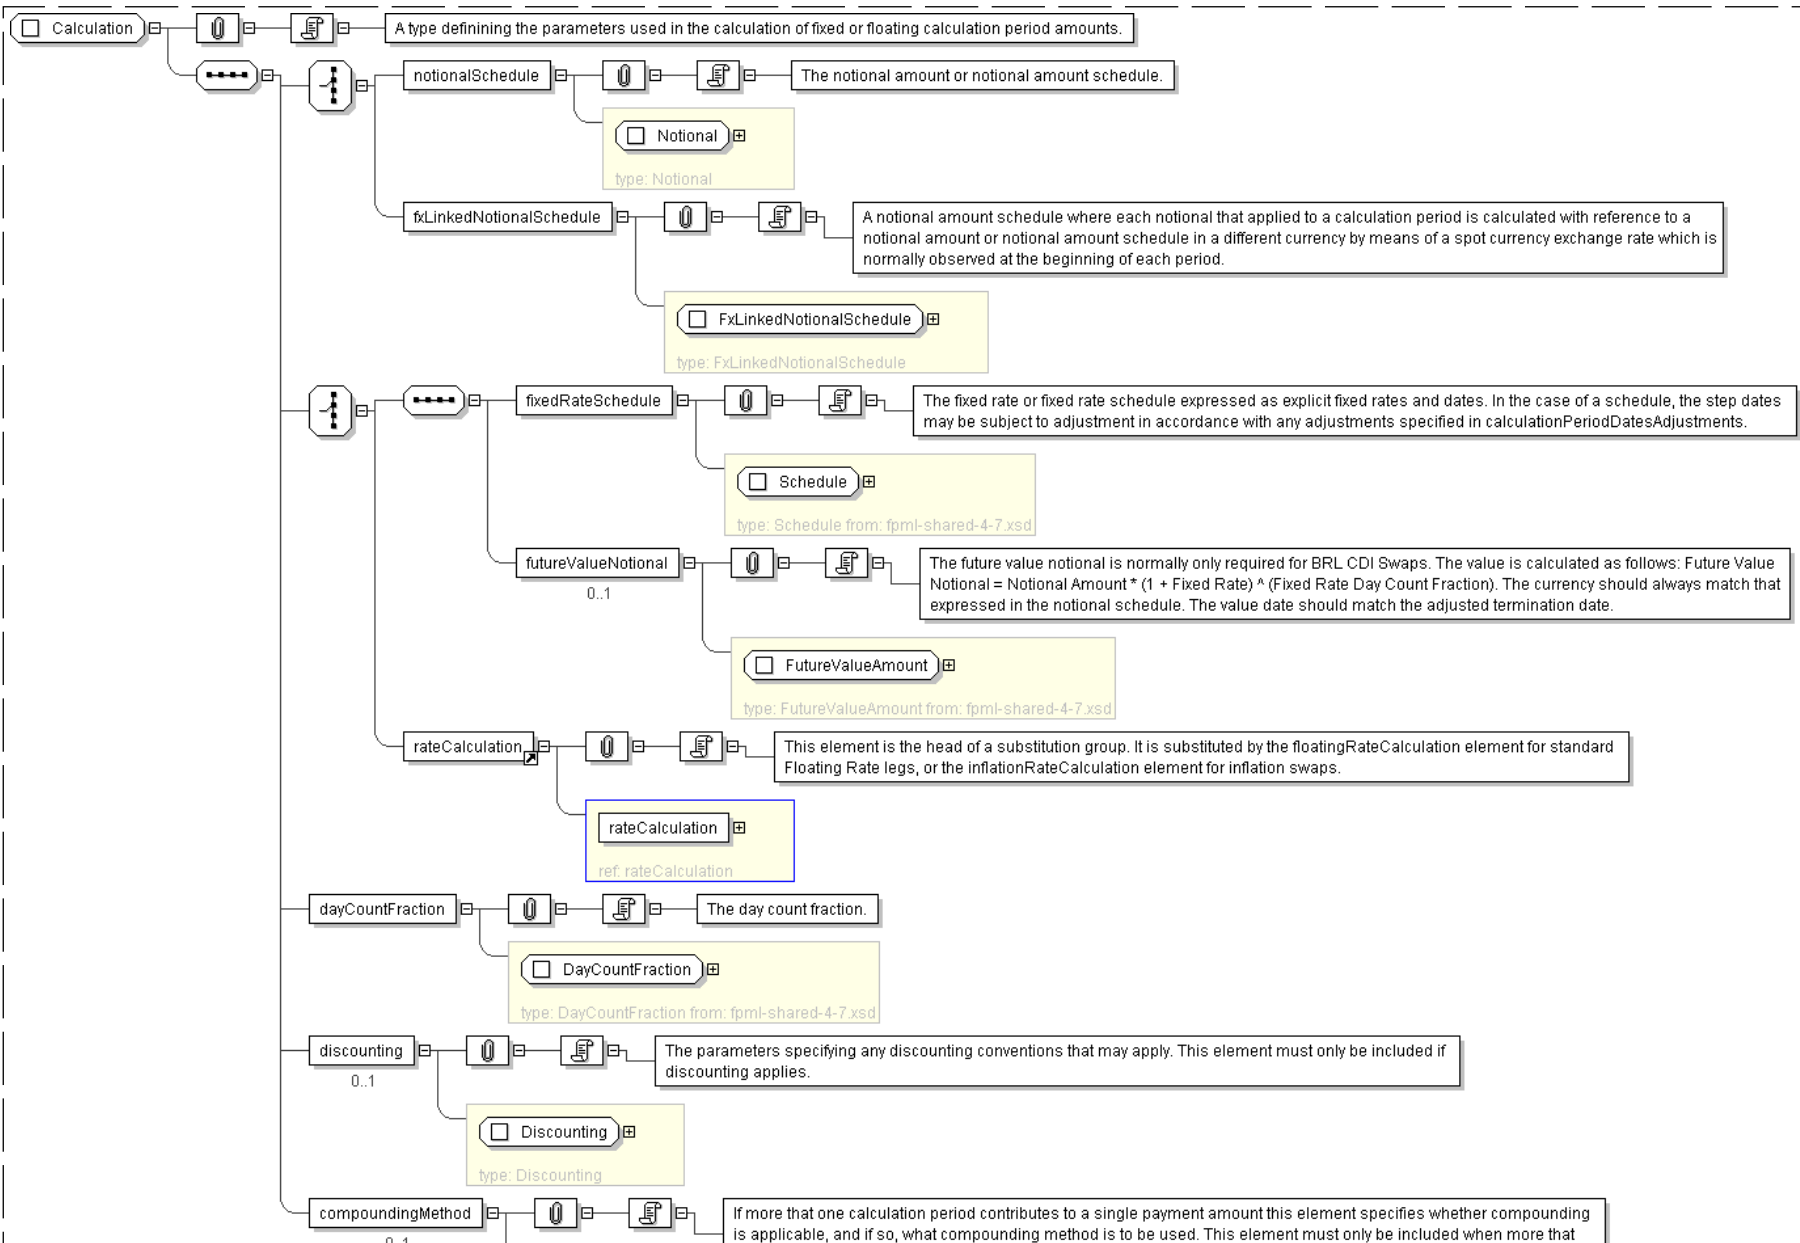 Calculation
A type definining the parameters used in the calculation of fixed or floating calculation period amounts.
notionalSchedule
The notional amount or notional amount schedule.
Notional
type: Notional
fxLinkedNotionalSchedule
A notional amount schedule where each notional that applied to a calculation period is calculated with reference to a
notional amount or notional amount schedule in a different currency by means of a spot currency exchange rate which is
normally observed at the beginning of each period.
FxLinkedNotionalSchedule
type: FxLinkedNotionalSchedule
fixedRateSchedule
The fixed rate or fixed rate schedule expressed as explicit fixed rates and dates. In the case of a schedule, the step dates
may be subject to adjustment in accordance with any adjustments specified in calculationPeriodDatesAdjustments.
Schedule
type: Schedule from: fpml-shared-4-7.xsd
futureValueNotional
0..1
The future value notional is normally only required for BRL CDI Swaps. The value is calculated as follows: Future Value
Notional = Notional Amount * (1 + Fixed Rate) ^ (Fixed Rate Day Count Fraction). The currency should always match that
expressed in the notional schedule. The value date should match the adjusted termination date.
FutureValueAmount
type: FutureValueAmount from: fpml-shared-4-7.xsd
rateCalculation
This element is the head of a substitution group. It is substituted by the floatingRateCalculation element for standard
Floating Rate legs, or the inflationRateCalculation element for inflation swaps.
rateCalculation
ref: rateCalculation
dayCountFraction
The day count fraction.
DayCountFraction
type: DayCountFraction from: fpml-shared-4-7.xsd
discounting
0..1
The parameters specifying any discounting conventions that may apply. This element must only be included if
discounting applies.
Discounting
type: Discounting
compoundingMethod
0..1
If more that one calculation period contributes to a single payment amount this element specifies whether compounding
is applicable, and if so, what compounding method is to be used. This element must only be included when more that